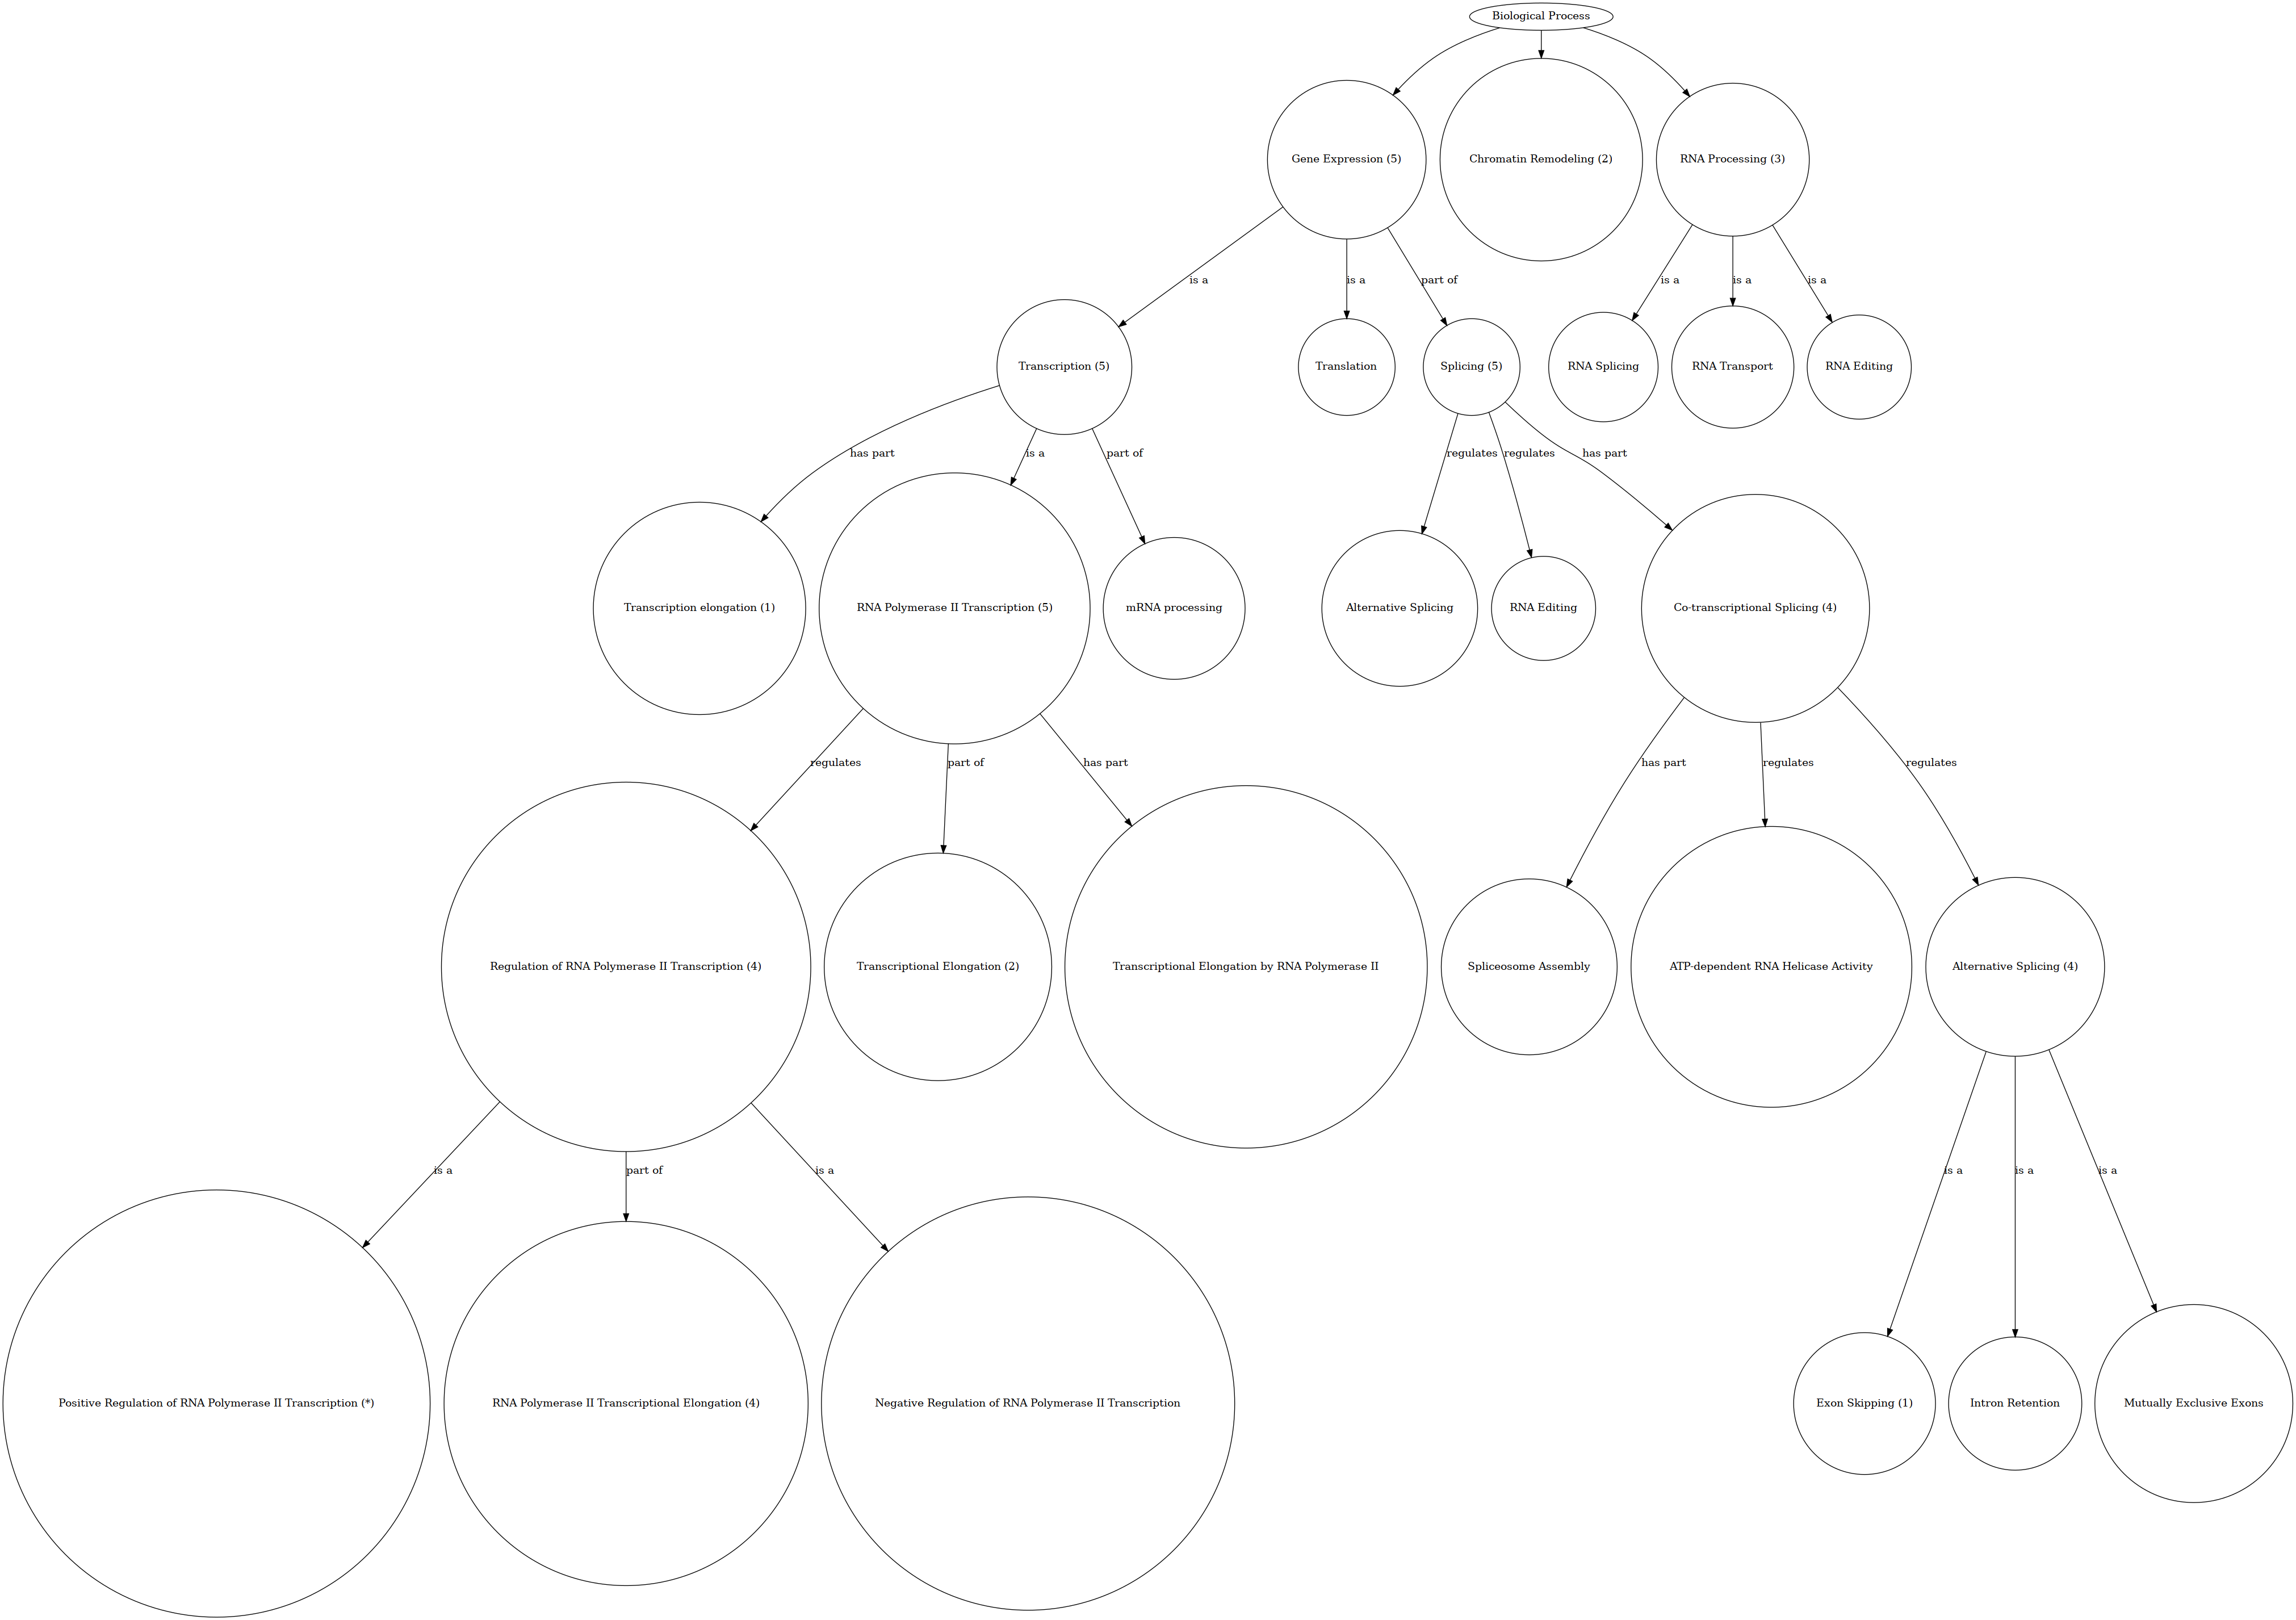 Biological Process
Gene Expression (5)
Chromatin Remodeling (2)
RNA Processing (3)
is a
is a
part of
is a
is a
is a
Transcription (5)
Translation
Splicing (5)
RNA Splicing
RNA Transport
RNA Editing
has part
is a
part of
regulates
regulates
has part
Transcription elongation (1)
RNA Polymerase II Transcription (5)
mRNA processing
Alternative Splicing
RNA Editing
Co-transcriptional Splicing (4)
regulates
part of
has part
has part
regulates
regulates
Regulation of RNA Polymerase II Transcription (4)
Transcriptional Elongation (2)
Transcriptional Elongation by RNA Polymerase II
Spliceosome Assembly
ATP-dependent RNA Helicase Activity
Alternative Splicing (4)
is a
part of
is a
is a
is a
is a
Positive Regulation of RNA Polymerase II Transcription (*)
RNA Polymerase II Transcriptional Elongation (4)
Negative Regulation of RNA Polymerase II Transcription
Exon Skipping (1)
Intron Retention
Mutually Exclusive Exons